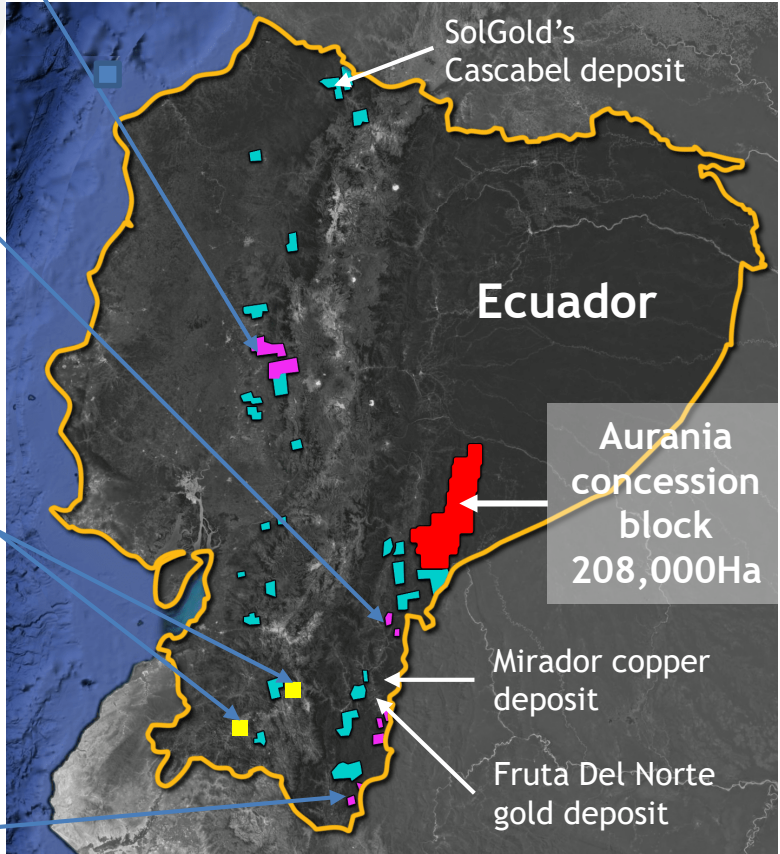 SolGold's
Cascabel deposit
Ecuador
Aurania
concession
block
208,000Ha
Mirador copper
deposit
Fruta Del Norte
gold deposit